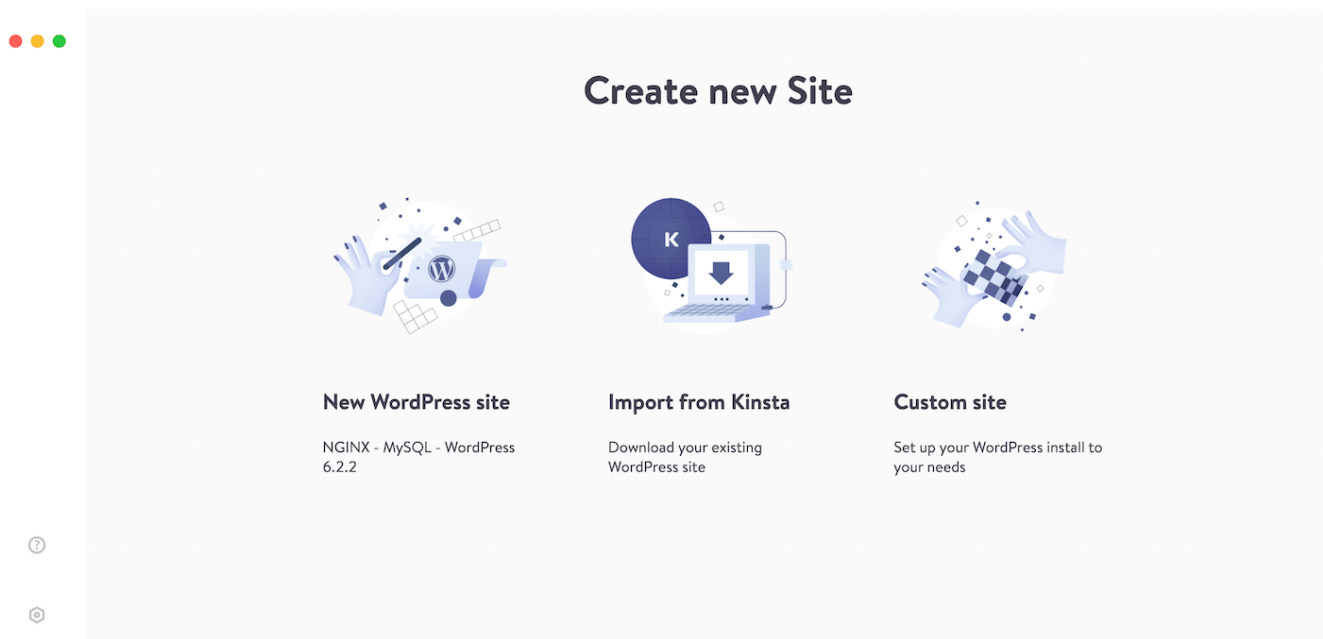 Create new Site
K
New WordPress site
NGINX - MySQL - WordPress
6.2.2
Import from Kinsta
Download your existing
WordPress site
Custom site
Set up your WordPress install to
your needs
?